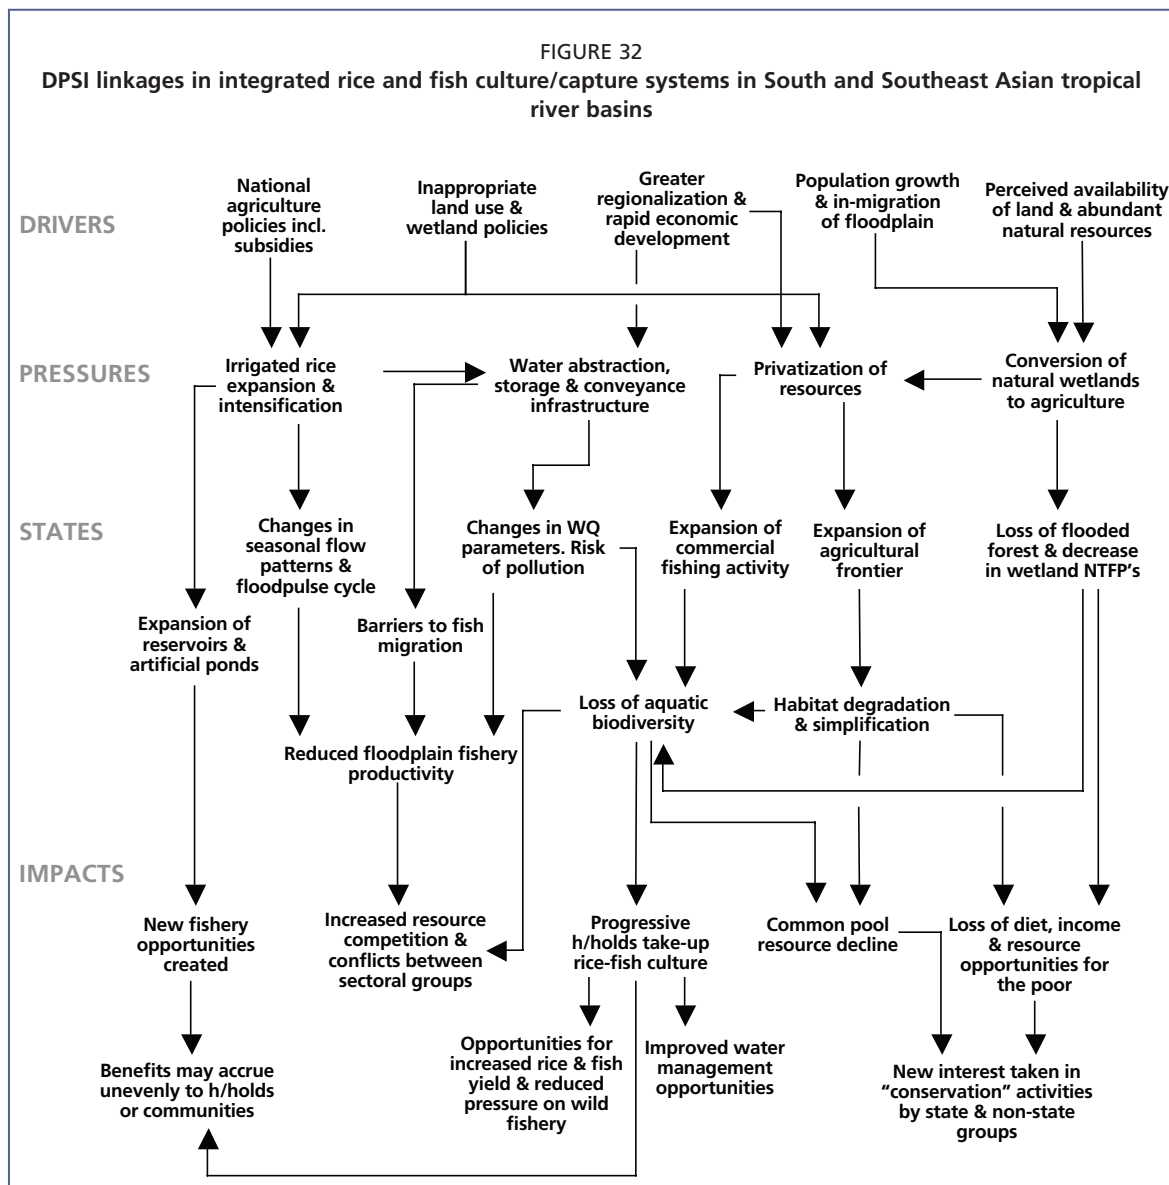 FIGURE 32
DPSI linkages in integrated rice and fish culture/capture systems in South and Southeast Asian tropical
river basins
DRIVERS
National
agriculture
policies incl.
subsidies
Inappropriate
land use &
wetland policies
Greater
regionalization &
rapid economic
development
Population growth
& in-migration
of floodplain
Perceived availability
of land & abundant
natural resources
PRESSURES
Irrigated rice
expansion &
intensification
Water abstraction,
storage & conveyance
infrastructure
Privatization of
resources
Conversion of
natural wetlands
to agriculture
STATES
Changes in
seasonal flow
patterns &
floodpulse cycle
Changes in WQ
parameters. Risk
of pollution
Expansion of
commercial
fishing activity
Expansion of
agricultural
frontier
Loss of flooded
forest & decrease
in wetland NTFP's
Expansion of
reservoirs &
artificial ponds
Barriers to fish
migration
Loss of aquatic
biodiversity
Habitat degradation
& simplification
Reduced floodplain fishery
productivity
IMPACTS
New fishery
opportunities
created
Increased resource
competition &
conflicts between
sectoral groups
Progressive
h/holds take-up
rice-fish culture
Common pool
resource decline
Loss of diet, income
& resource
opportunities for
the poor
Benefits may accrue
unevenly to h/holds
or communities
Opportunities for
increased rice & fish
yield & reduced
pressure on wild
fishery
Improved water
management
opportunities
New interest taken in
“conservation” activities
by state & non-state
groups